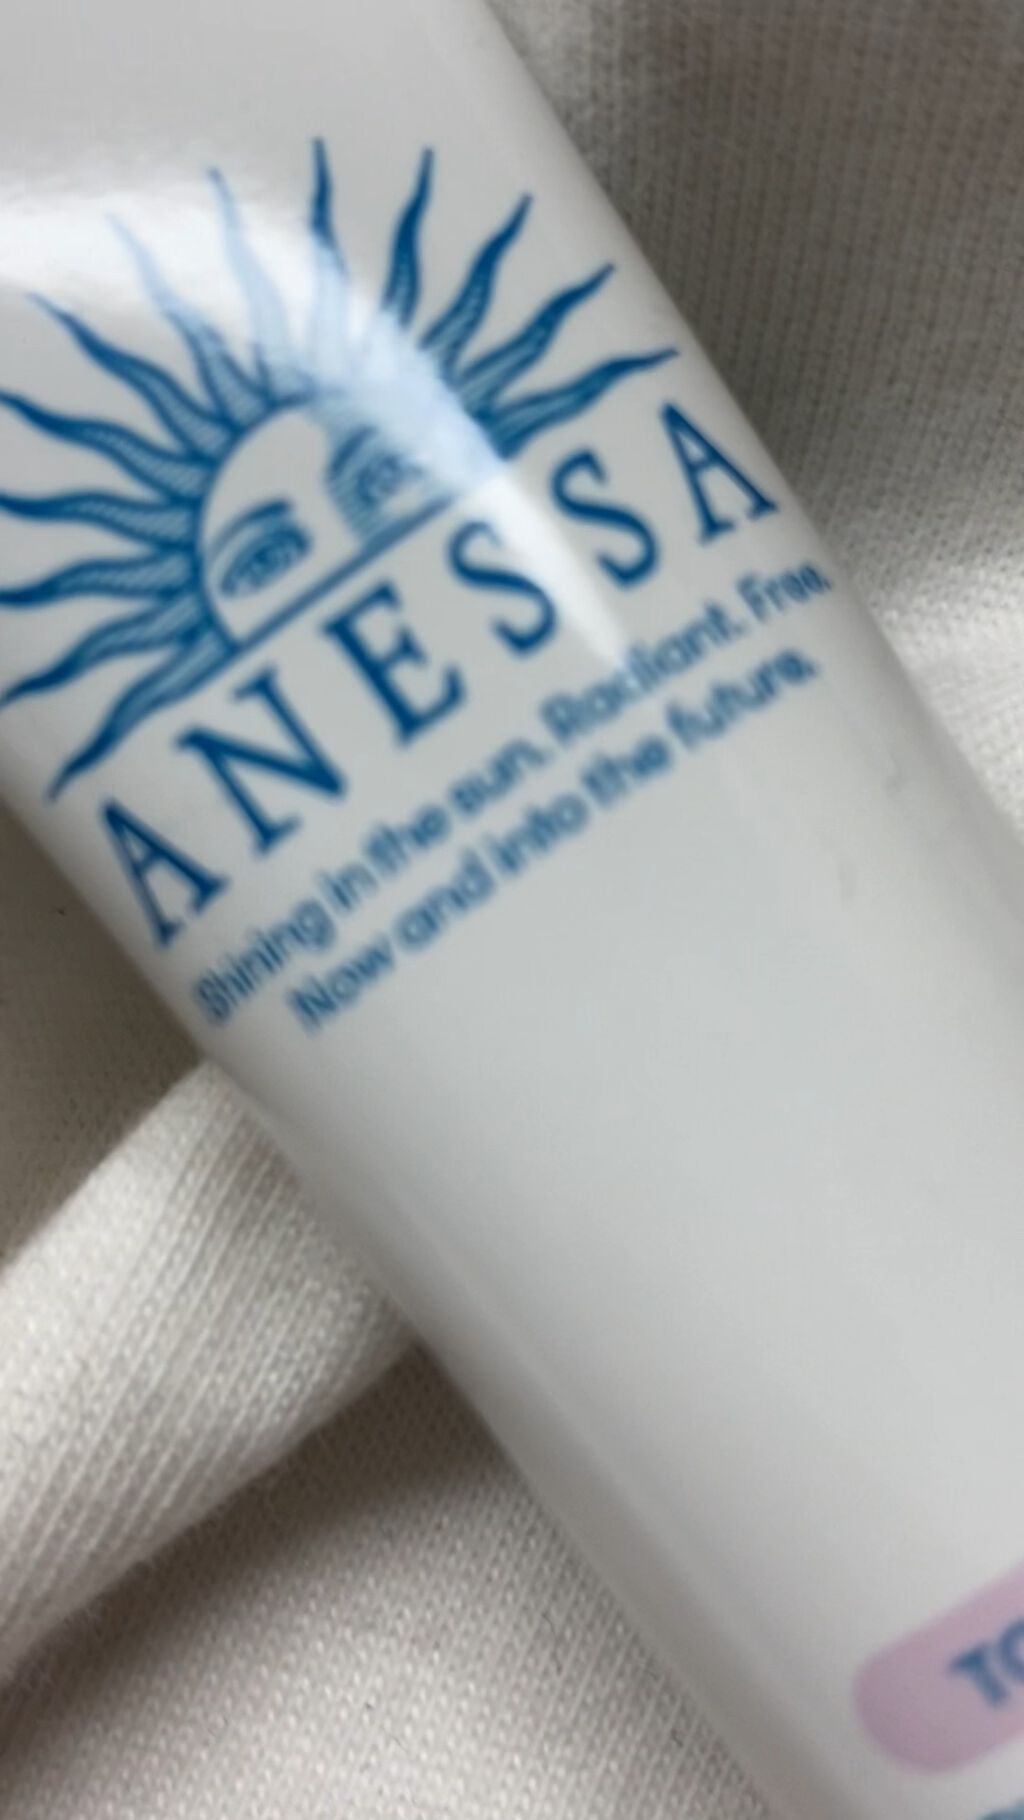 ANESSA
Shining in the sun. Radiant. Free.
Now and into the future.